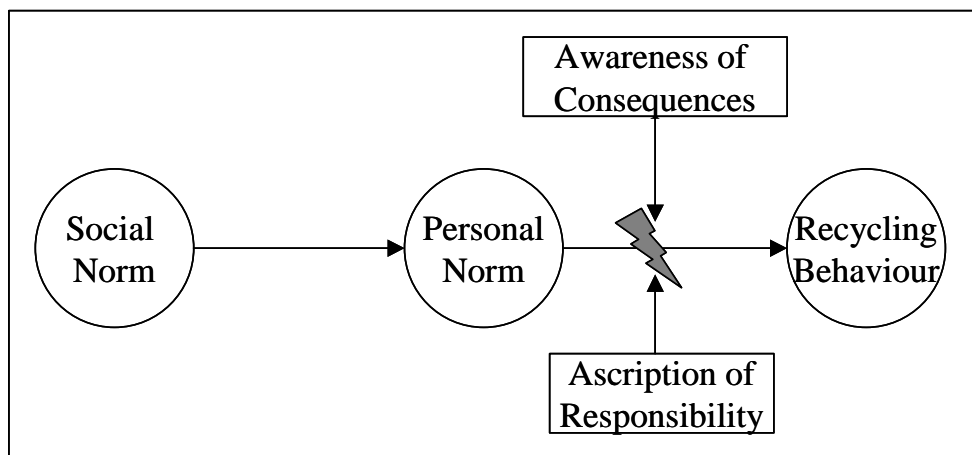 Awareness of
Consequences
Social
Norm
Personal
Norm
Recycling
Behaviour
Ascription of
Responsibility